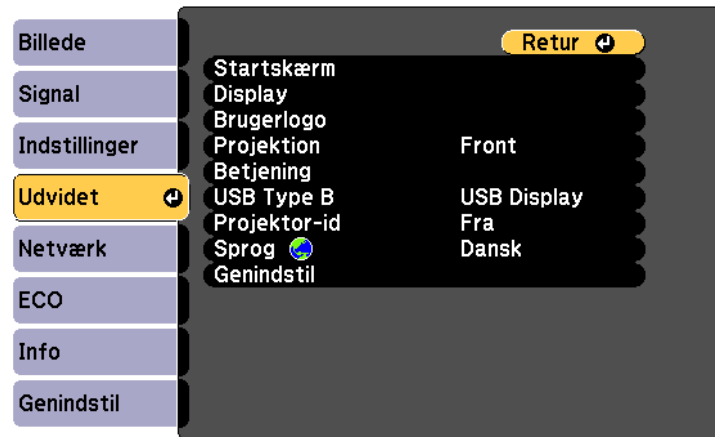 Billede
Signal
Indstillinger
Udvidet
Netværk
ECO
Info
Genindstil
Retur
Startskærm
Display
Brugerlogo
Projektion Front
Betjening
USB Type B USB Display
Projektor-id Fra
Sprog Dansk
Genindstil